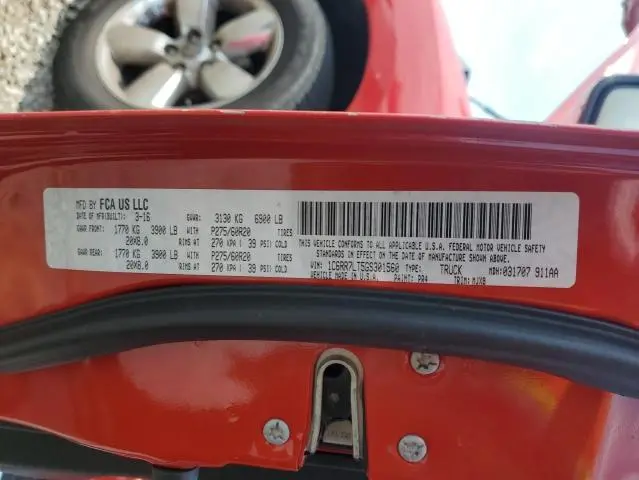 MFD BY FCA US LLC
DATE OF MFR(BUILT): 3-16 GVWR: 3130 KG 6900 LB
GAWR FRONT: 1770 KG 3900 LB WITH P275/60R20 TIRES
20X8.0 RIMS AT 270 KPA ( 39 PSI) COLD
GAWR REAR: 1770 KG 3900 LB WITH P275/60R20 TIRES
20X8.0 RIMS AT 270 KPA ( 39 PSI) COLD
THIS VEHICLE CONFORMS TO ALL APPLICABLE U.S.A. FEDERAL MOTOR VEHICLE SAFETY
STANDARDS IN EFFECT ON THE DATE OF MANUFACTURE SHOWN ABOVE.
VIN: 1C6RR7LT5GS301560 TYPE: TRUCK MDH: 031707 911AA
VEHICLE MADE IN U.S.A. PAINT: PR4 TRIM: MJX8